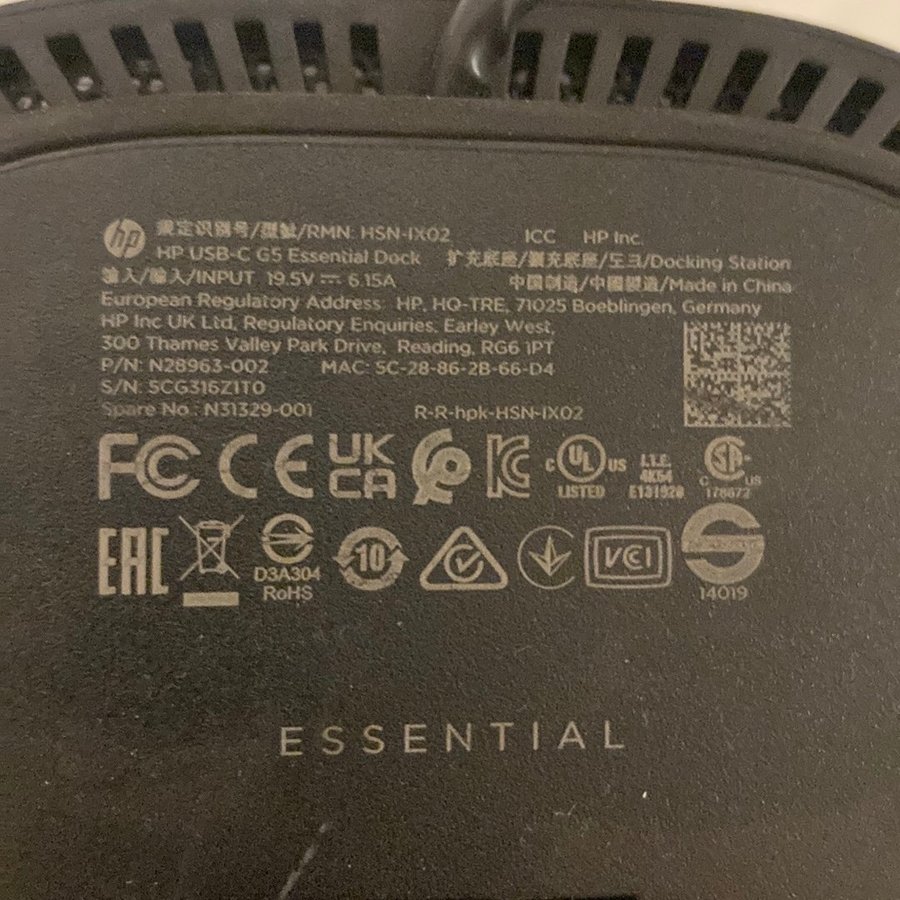 hp 规定识别号/型號/RMN: HSN-IX02 ICC HP Inc.
HP USB-C G5 Essential Dock 扩充底座/擴充底座/도크/Docking Station
输入/輸入/INPUT 19.5V ⎓ 6.15A 中国制造/中國製造/Made in China
European Regulatory Address: HP, HQ-TRE, 71025 Boeblingen, Germany
HP Inc UK Ltd, Regulatory Enquiries, Earley West,
300 Thames Valley Park Drive, Reading, RG6 1PT
P/N: N28963-002 MAC: 5C-28-86-2B-66-D4
S/N: 5CG316Z1T0
Spare No.: N31329-001 R-R-hpk-HSN-IX02
FC CE UK CA KC c UL US LISTED I.T.E. 4K54 E131920 SA C US 178872
EAC D3A304 RoHS 10 VCI 14019
ESSENTIAL